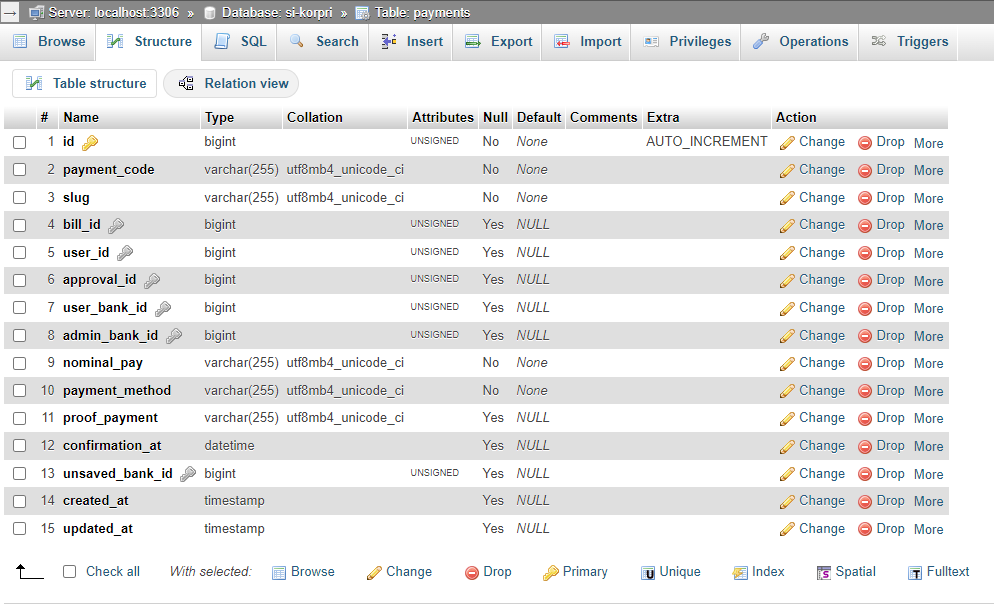 Server: localhost:3306 » Database: si-korpri » Table: payments
Browse Structure SQL Search Insert Export Import Privileges Operations Triggers
Table structure Relation view
# Name Type Collation Attributes Null Default Comments Extra Action
1 id bigint UNSIGNED No None AUTO_INCREMENT Change Drop More
2 payment_code varchar(255) utf8mb4_unicode_ci No None Change Drop More
3 slug varchar(255) utf8mb4_unicode_ci No None Change Drop More
4 bill_id bigint UNSIGNED Yes NULL Change Drop More
5 user_id bigint UNSIGNED Yes NULL Change Drop More
6 approval_id bigint UNSIGNED Yes NULL Change Drop More
7 user_bank_id bigint UNSIGNED Yes NULL Change Drop More
8 admin_bank_id bigint UNSIGNED Yes NULL Change Drop More
9 nominal_pay varchar(255) utf8mb4_unicode_ci No None Change Drop More
10 payment_method varchar(255) utf8mb4_unicode_ci No None Change Drop More
11 proof_payment varchar(255) utf8mb4_unicode_ci Yes NULL Change Drop More
12 confirmation_at datetime Yes NULL Change Drop More
13 unsaved_bank_id bigint UNSIGNED Yes NULL Change Drop More
14 created_at timestamp Yes NULL Change Drop More
15 updated_at timestamp Yes NULL Change Drop More
Check all With selected: Browse Change Drop Primary Unique Index Spatial Fulltext